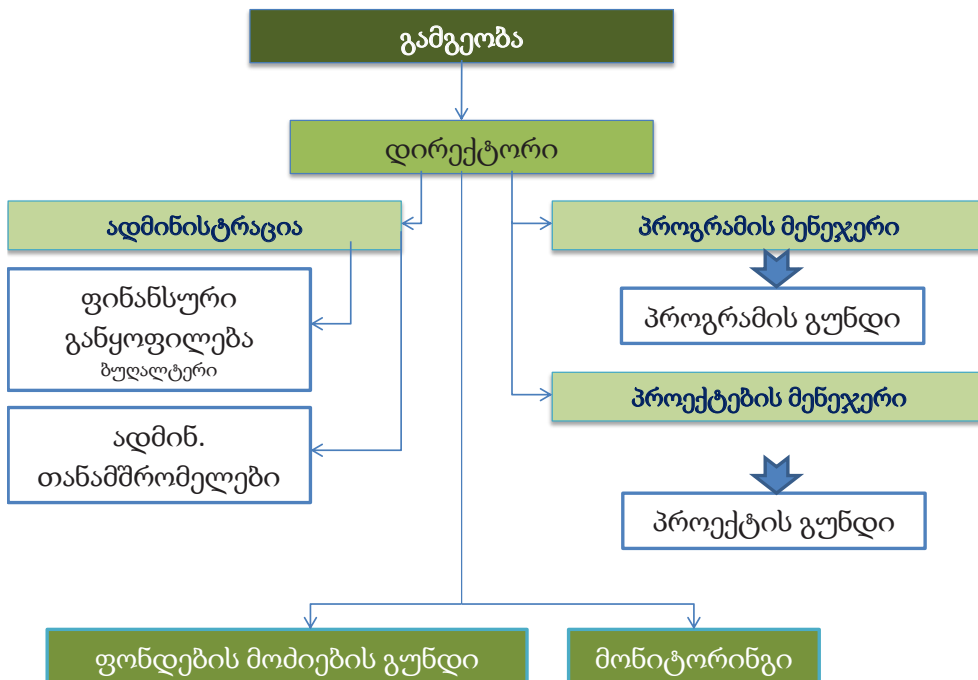 გამგეობა
დირექტორი
ადმინისტრაცია
ფინანსური
განყოფილება
ბუღალტერი
ადმინ.
თანამშრომელები
პროგრამის მენეჯერი
პროგრამის გუნდი
პროექტების მენეჯერი
პროექტის გუნდი
ფონდების მოძიების გუნდი
მონიტორინგი